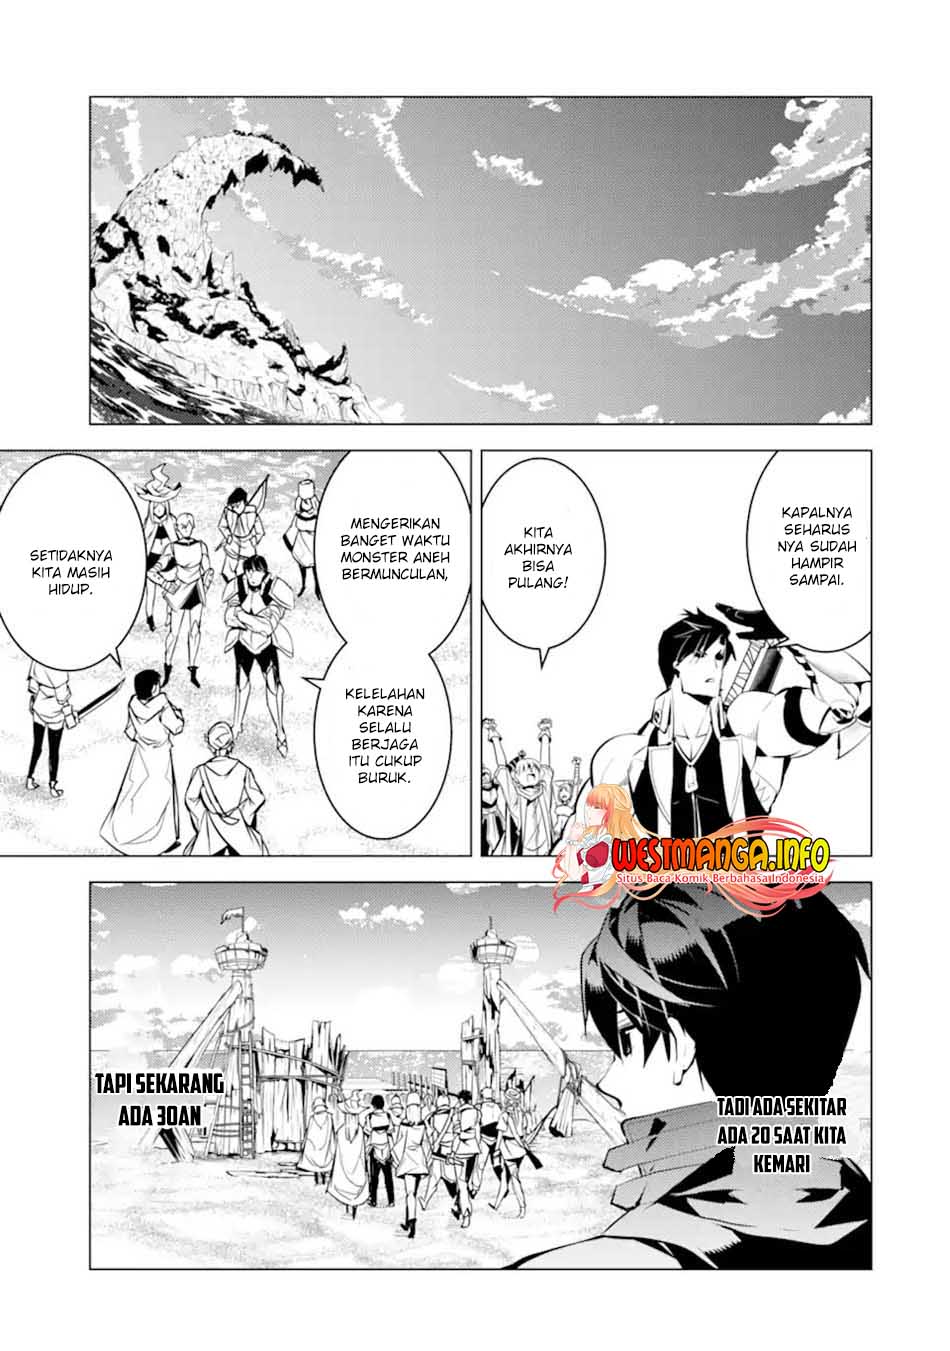 KAPALNYA
SEHARUS
NYA SUDAH
HAMPIR
SAMPAI.
KITA
AKHIRNYA
BISA
PULANG!
MENGERIKAN
BANGET WAKTU
MONSTER ANEH
BERMUNCULAN,
KELELAHAN
KARENA
SELALU
BERJAGA
ITU CUKUP
BURUK.
SETIDAKNYA
KITA MASIH
HIDUP.
WESTMANGA.INFO
Situs Baca Komik Berbahasa Indonesia
TADI ADA SEKITAR
ADA 20 SAAT KITA
KEMARI
TAPI SEKARANG
ADA 30AN